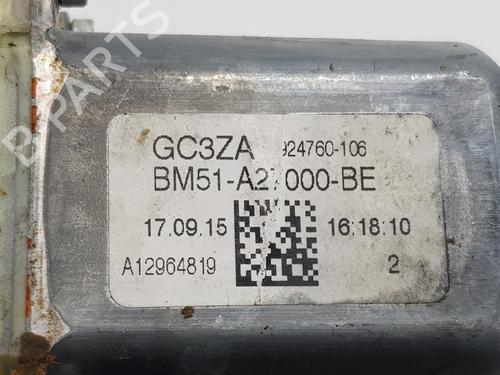 B-PARTS
GC3ZA 924760-106
BM51-A27000-BE
17.09.15 16:18:10
A12964819 2